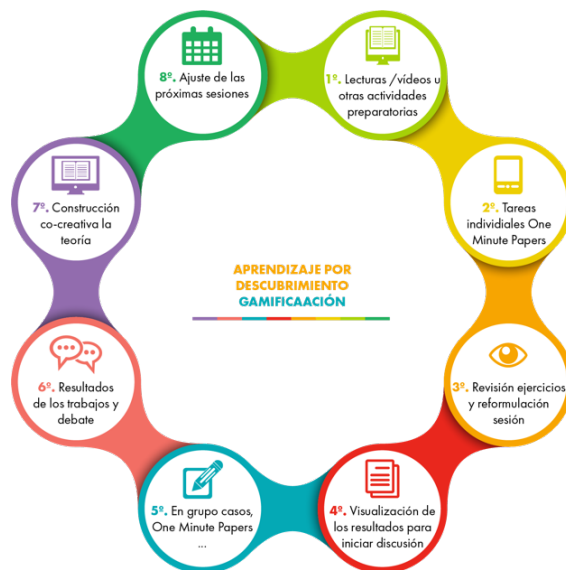 8º. Ajuste de las
próximas sesiones
1º. Lecturas /vídeos u
otras actividades
preparatorias
2º. Tareas
individiales One
Minute Papers
3º. Revisión ejercicios
y reformulación
sesión
4º. Visualización de
los resultados para
iniciar discusión
5º. En grupo casos,
One Minute Papers
...
6º. Resultados
de los trabajos y
debate
7º. Construcción
co-creativa la
teoría
APRENDIZAJE POR
DESCUBRIMIENTO
GAMIFICAACIÓN